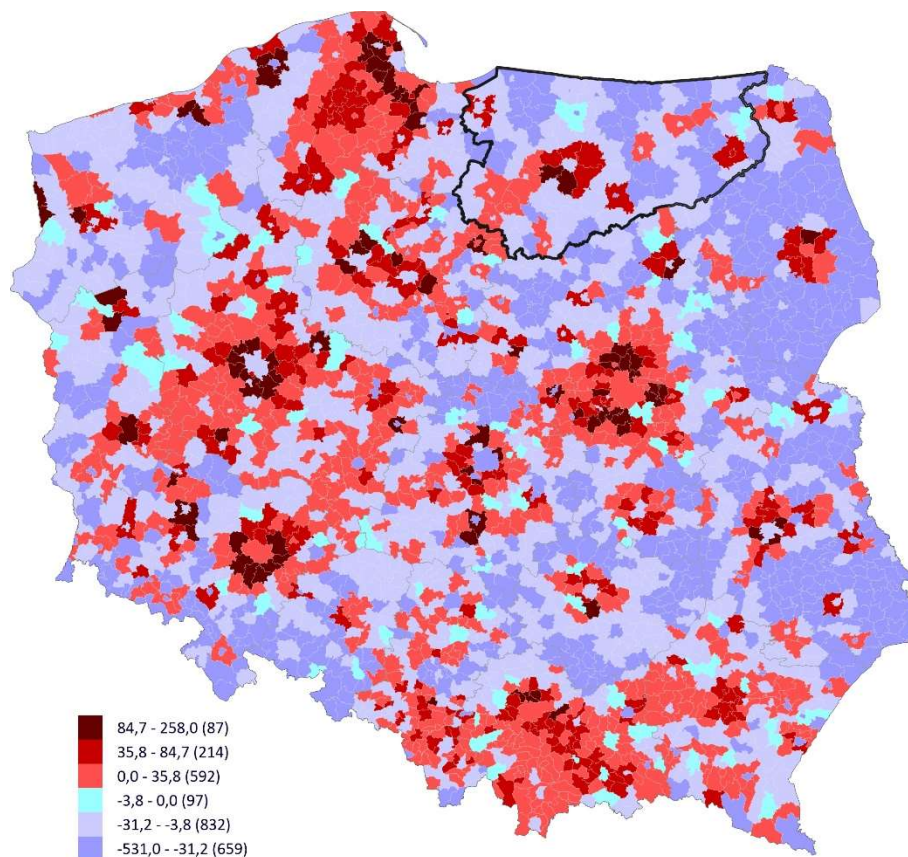 84,7 - 258,0 (87)
35,8 - 84,7 (214)
0,0 - 35,8 (592)
-3,8 - 0,0 (97)
-31,2 - -3,8 (832)
-531,0 - -31,2 (659)